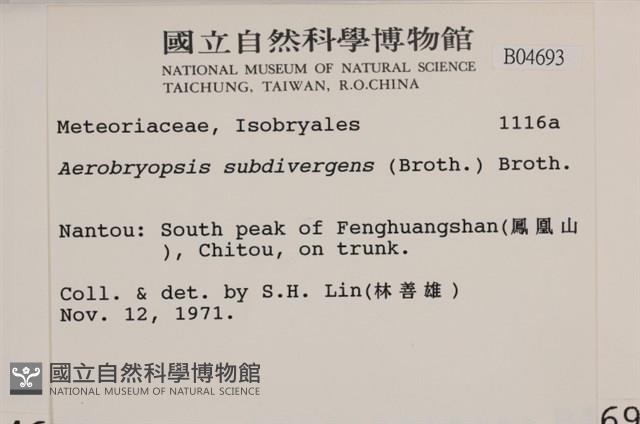 國立自然科學博物館
NATIONAL MUSEUM OF NATURAL SCIENCE
TAICHUNG, TAIWAN, R.O.CHINA
B04693
Meteoriaceae, Isobryales 1116a
Aerobryopsis subdivergens (Broth.) Broth.
Nantou: South peak of Fenghuangshan(鳳凰山
), Chitou, on trunk.
Coll. & det. by S.H. Lin(林善雄)
Nov. 12, 1971.
國立自然科學博物館
NATIONAL MUSEUM OF NATURAL SCIENCE
69